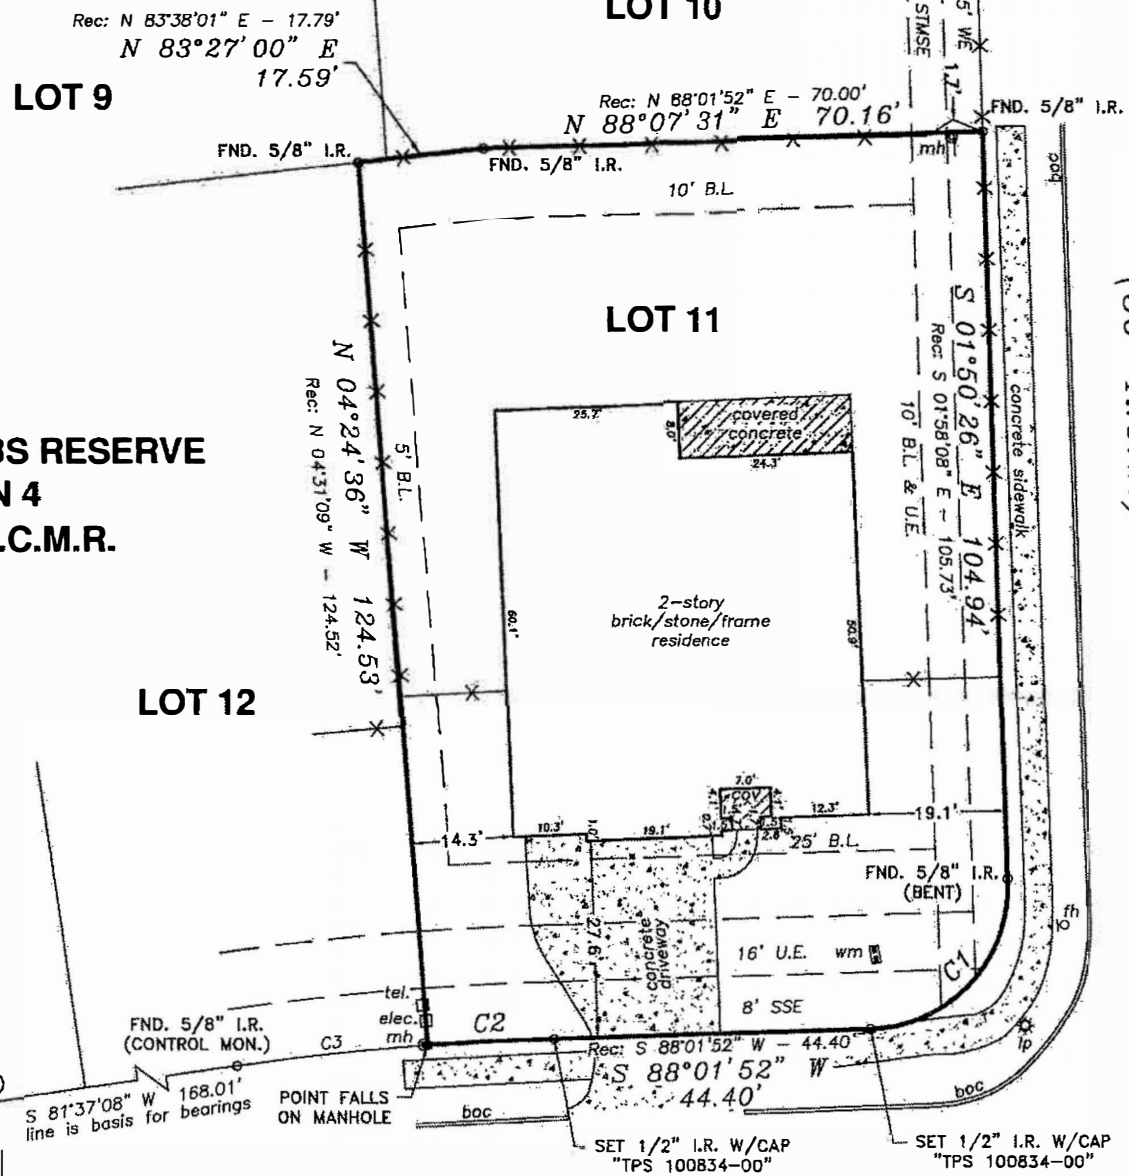 Rec: N 83°38'01" E - 17.79'
N 83°27'00" E
17.59'
LOT 10
5' WE
STMSE
1.7'
LOT 9
Rec: N 88°01'52" E - 70.00'
N 88°07'31" E 70.16'
FND. 5/8" I.R.
FND. 5/8" I.R.
FND. 5/8" I.R.
mh
boc
10' B.L.
LOT 11
S 01°50'26" E 104.94'
Rec: S 01°58'08" E - 105.73'
10' B.L. & U.E.
concrete sidewalk
N 04°24'36" W 124.53'
Rec: N 04°31'09" W - 124.52'
5' B.L.
25.7'
8.0'
covered
concrete
24.3'
BS RESERVE
N 4
.C.M.R.
2-story
brick/stone/frame
residence
60.1'
50.9'
LOT 12
7.0'
4.1'
4.1'
COV
12.3'
19.1'
14.3'
10.3'
1.0'
19.1'
2.8'
25' B.L.
FND. 5/8" I.R.
(BENT)
fh
27.6'
concrete
driveway
16' U.E.
wm
C1
8' SSE
tel.
elec.
mh
C2
FND. 5/8" I.R.
(CONTROL MON.)
C3
lp
Rec: S 88°01'52" W - 44.40'
S 88°01'52" W
44.40'
S 81°37'08" W 168.01'
line is basis for bearings
POINT FALLS
ON MANHOLE
boc
boc
SET 1/2" I.R. W/CAP
"TPS 100834-00"
SET 1/2" I.R. W/CAP
"TPS 100834-00"